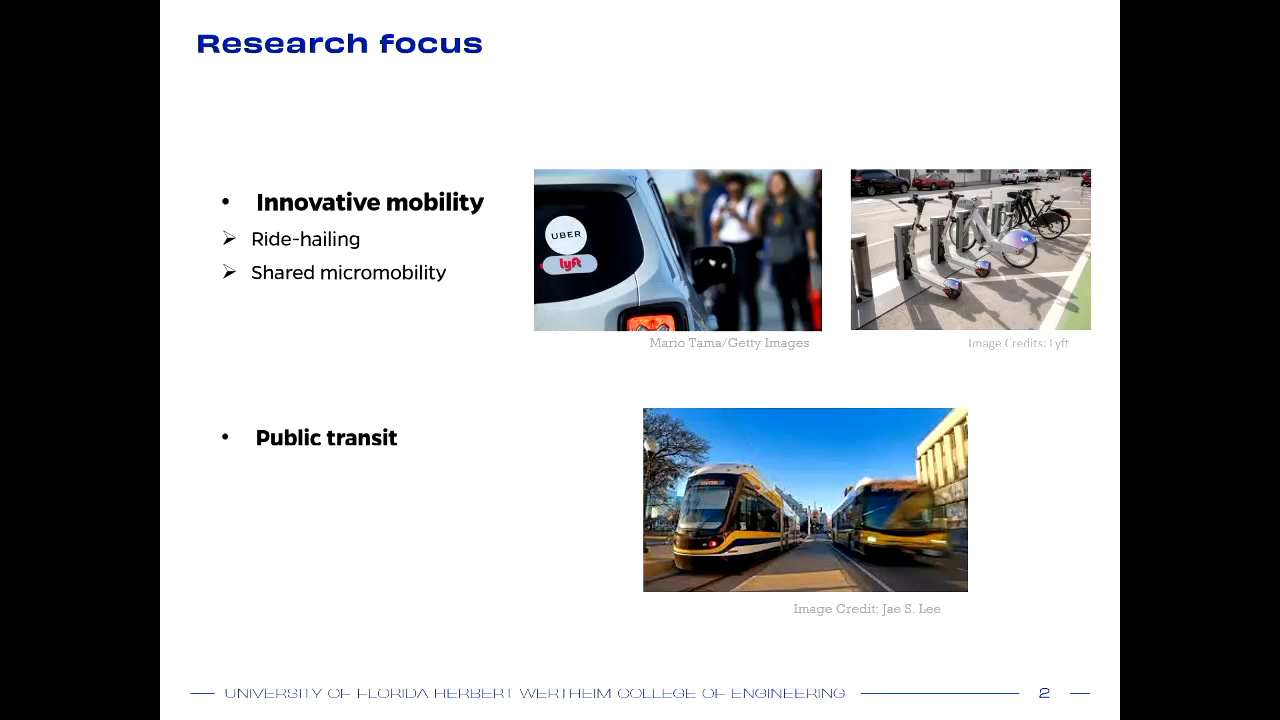 Research focus
• Innovative mobility
➢ Ride-hailing
➢ Shared micromobility
UBER
lyft
Mario Tama/Getty Images
Image Credits: Lyft
• Public transit
Image Credit: Jae S. Lee
UNIVERSITY OF FLORIDA HERBERT WERTHEIM COLLEGE OF ENGINEERING
2